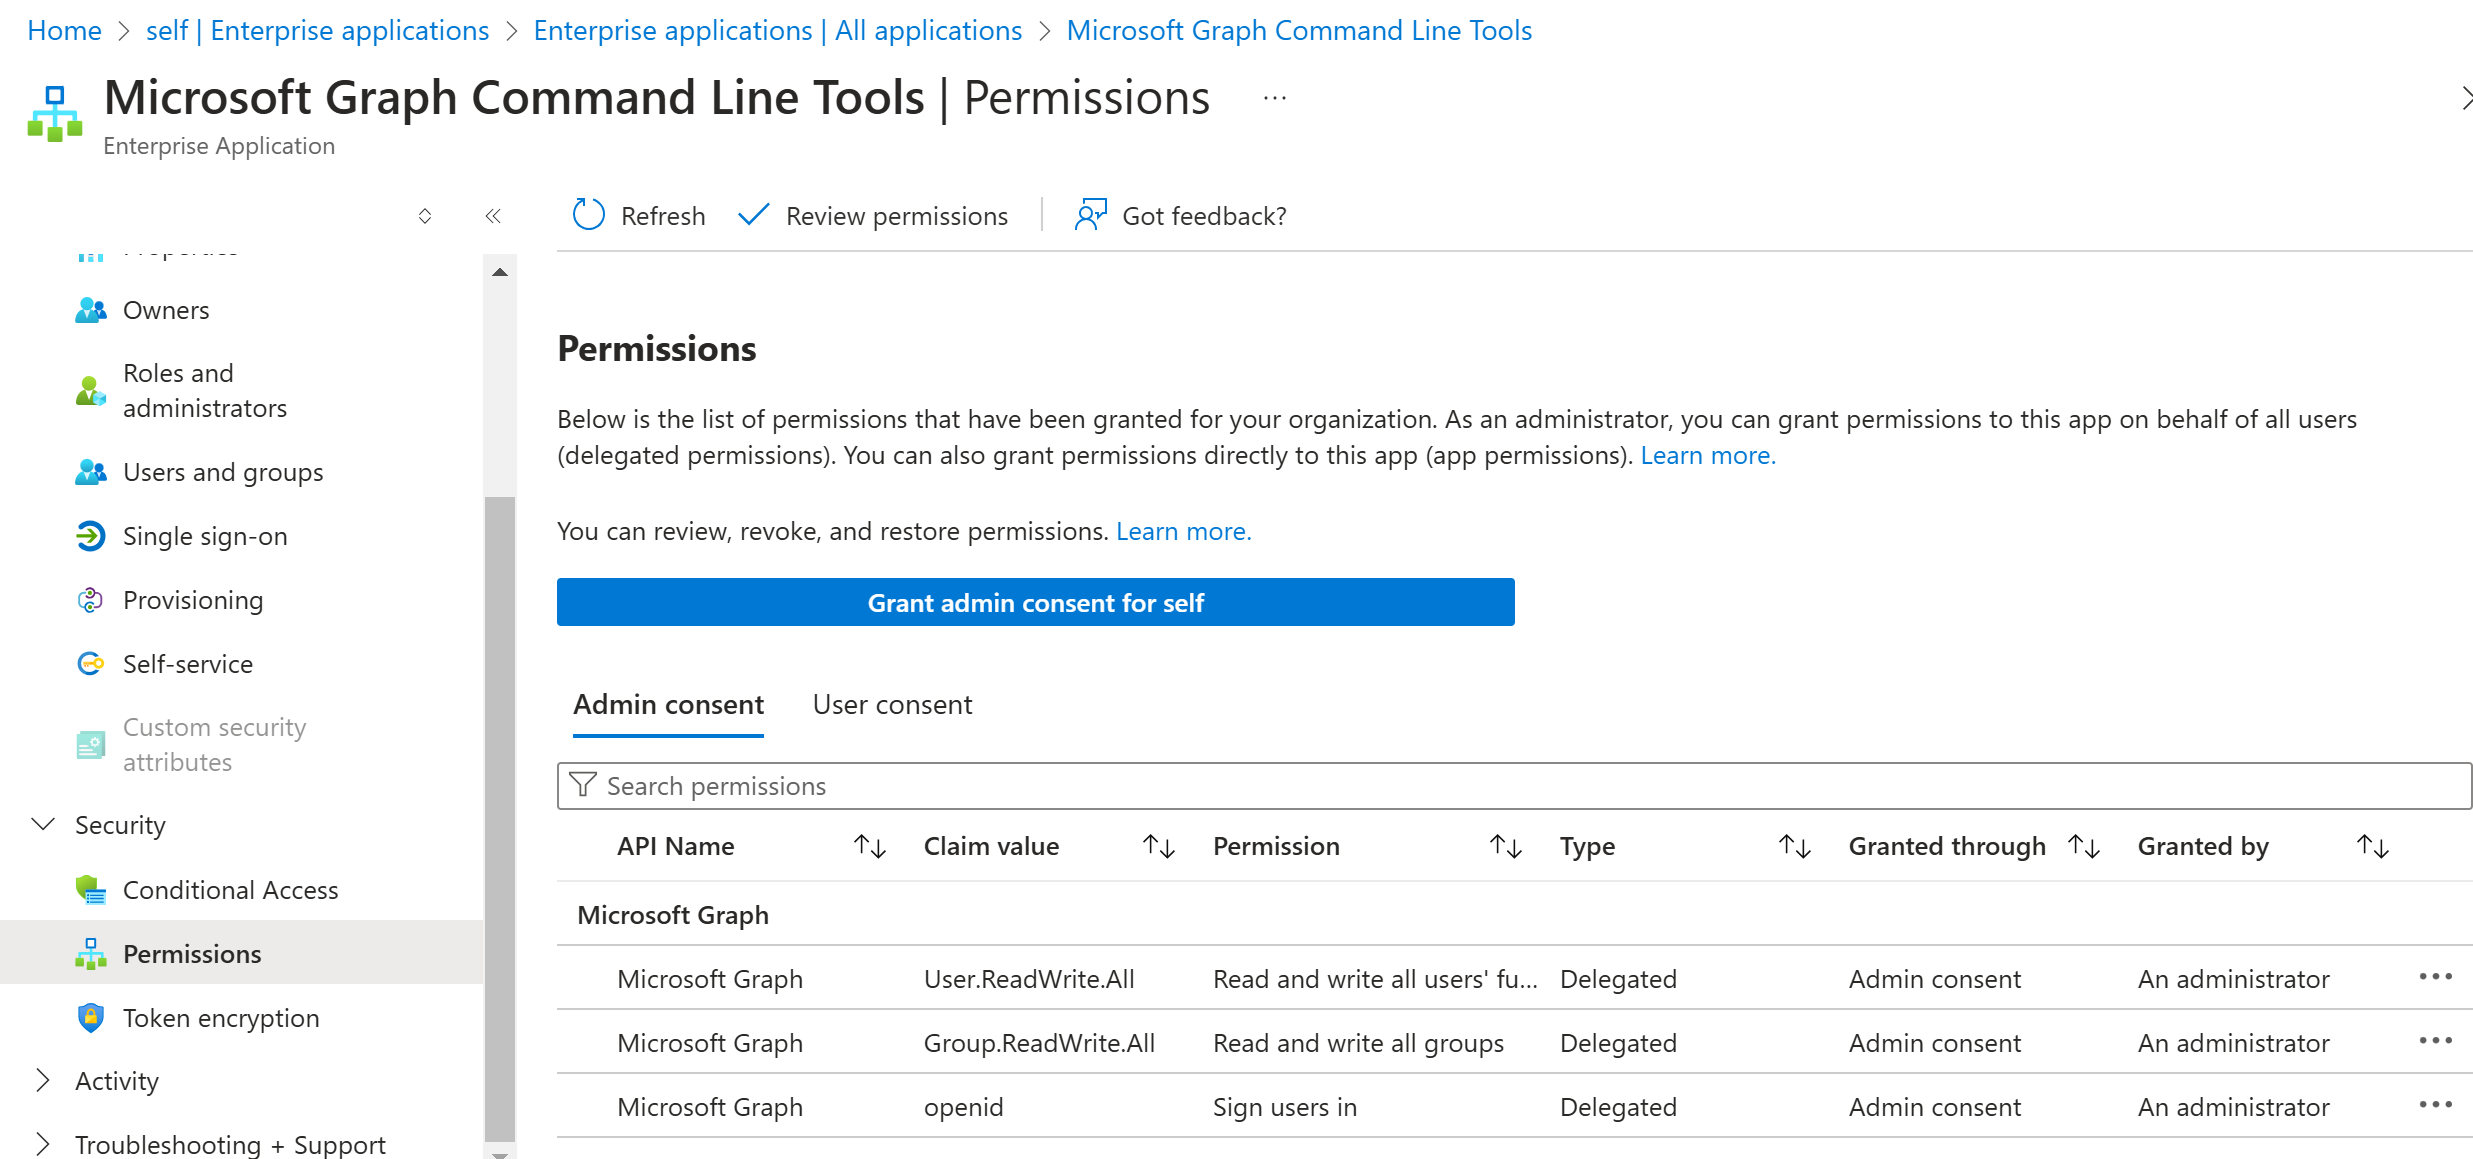 Home > self | Enterprise applications > Enterprise applications | All applications > Microsoft Graph Command Line Tools
Microsoft Graph Command Line Tools | Permissions ...
Enterprise Application
Refresh
Review permissions
Got feedback?
Properties
Owners
Roles and
administrators
Users and groups
Single sign-on
Provisioning
Self-service
Custom security
attributes
Security
Conditional Access
Permissions
Token encryption
Activity
Troubleshooting + Support
Permissions
Below is the list of permissions that have been granted for your organization. As an administrator, you can grant permissions to this app on behalf of all users
(delegated permissions). You can also grant permissions directly to this app (app permissions). Learn more.
You can review, revoke, and restore permissions. Learn more.
Grant admin consent for self
Admin consent
User consent
Search permissions
API Name Claim value Permission Type Granted through Granted by
Microsoft Graph
Microsoft Graph User.ReadWrite.All Read and write all users' fu... Delegated Admin consent An administrator
Microsoft Graph Group.ReadWrite.All Read and write all groups Delegated Admin consent An administrator
Microsoft Graph openid Sign users in Delegated Admin consent An administrator